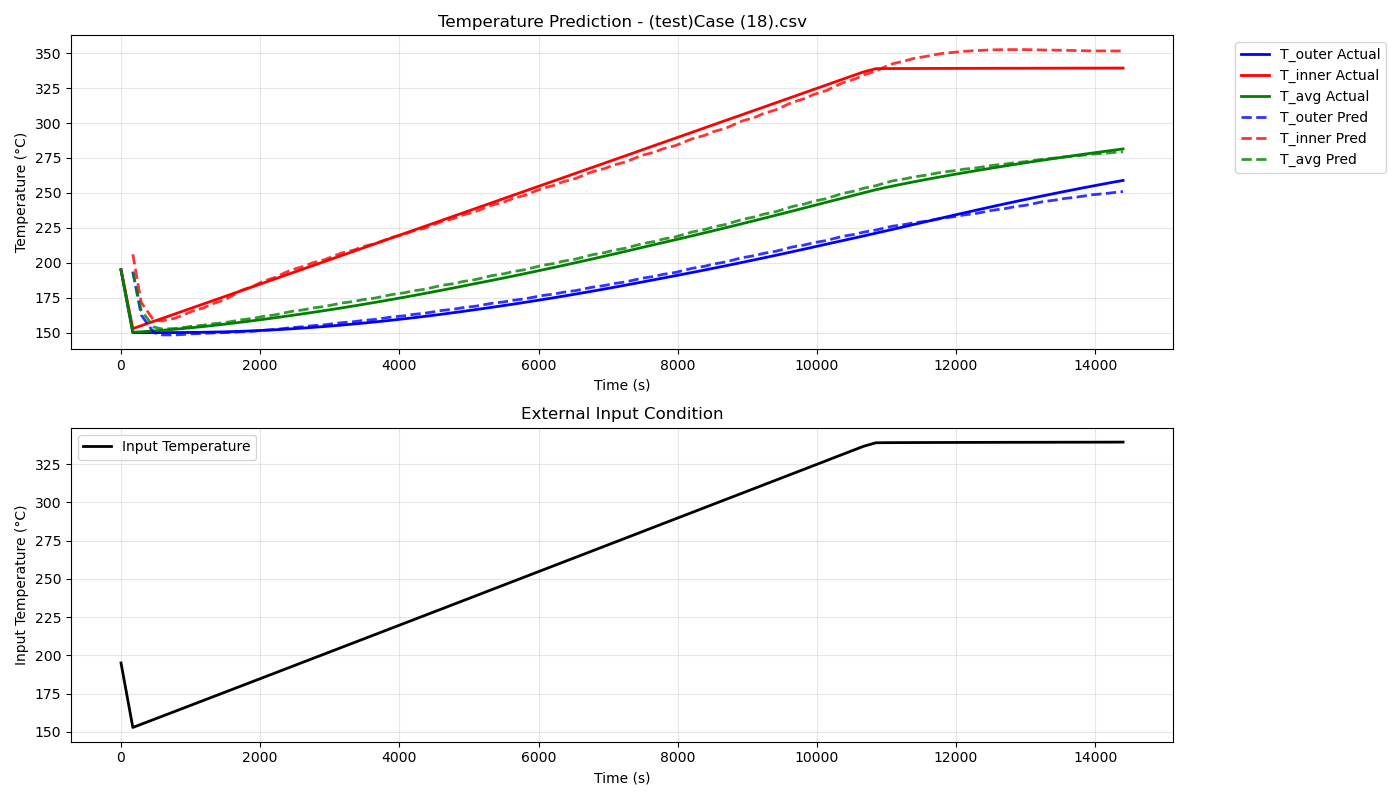 Temperature Prediction - (test)Case (18).csv
Temperature (°C)
350
325
300
275
250
225
200
175
150
0 2000 4000 6000 8000 10000 12000 14000
Time (s)
T_outer Actual
T_inner Actual
T_avg Actual
T_outer Pred
T_inner Pred
T_avg Pred
External Input Condition
Input Temperature
Input Temperature (°C)
325
300
275
250
225
200
175
150
0 2000 4000 6000 8000 10000 12000 14000
Time (s)